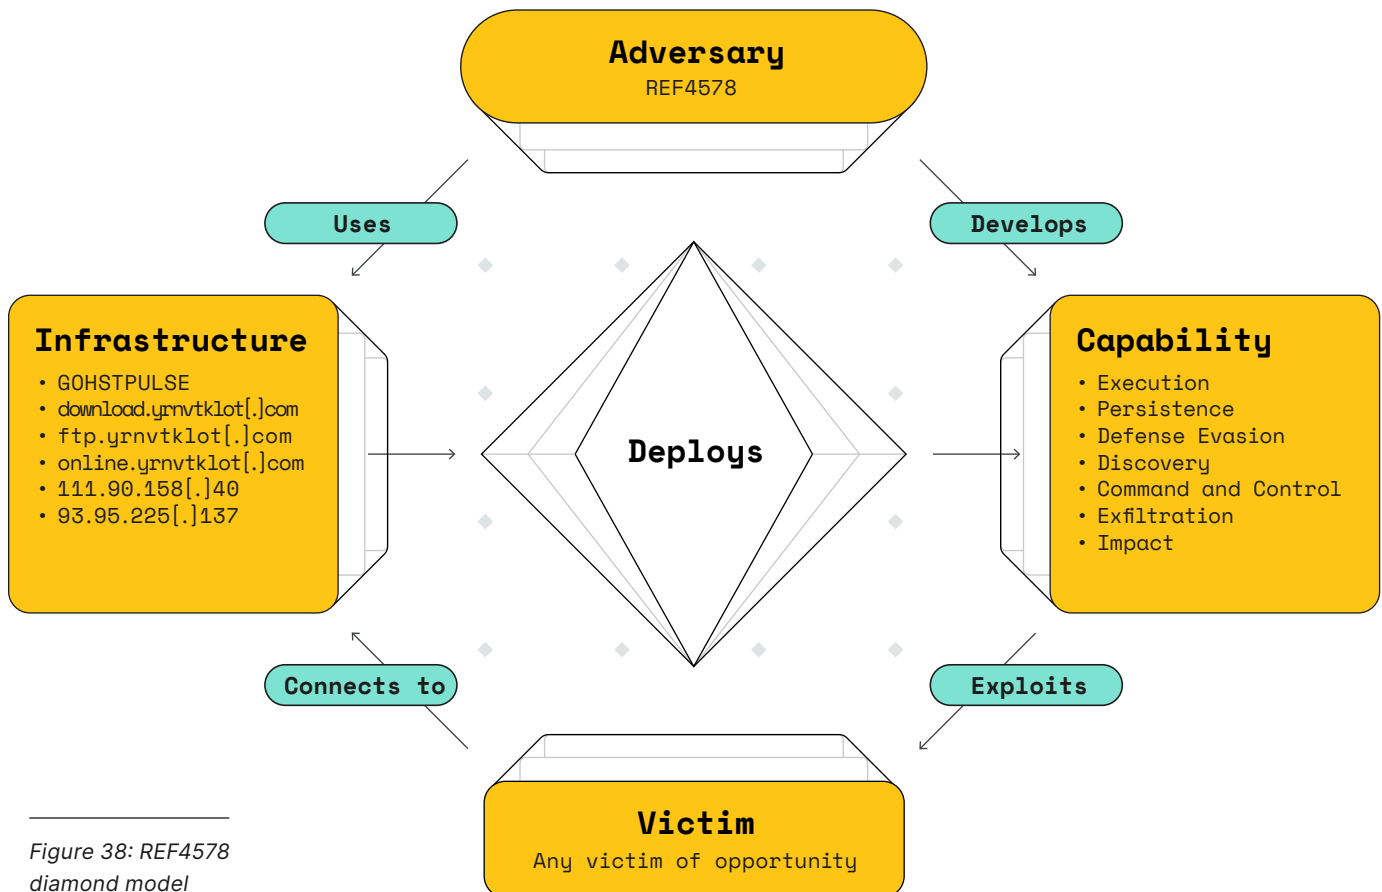 Adversary
REF4578
Uses
Develops
Infrastructure
• GOHSTPULSE
• download.yrnvtklot[.]com
• ftp.yrnvtklot[.]com
• online.yrnvtklot[.]com
• 111.90.158[.]40
• 93.95.225[.]137
Deploys
Capability
• Execution
• Persistence
• Defense Evasion
• Discovery
• Command and Control
• Exfiltration
• Impact
Connects to
Exploits
Victim
Any victim of opportunity
Figure 38: REF4578
diamond model